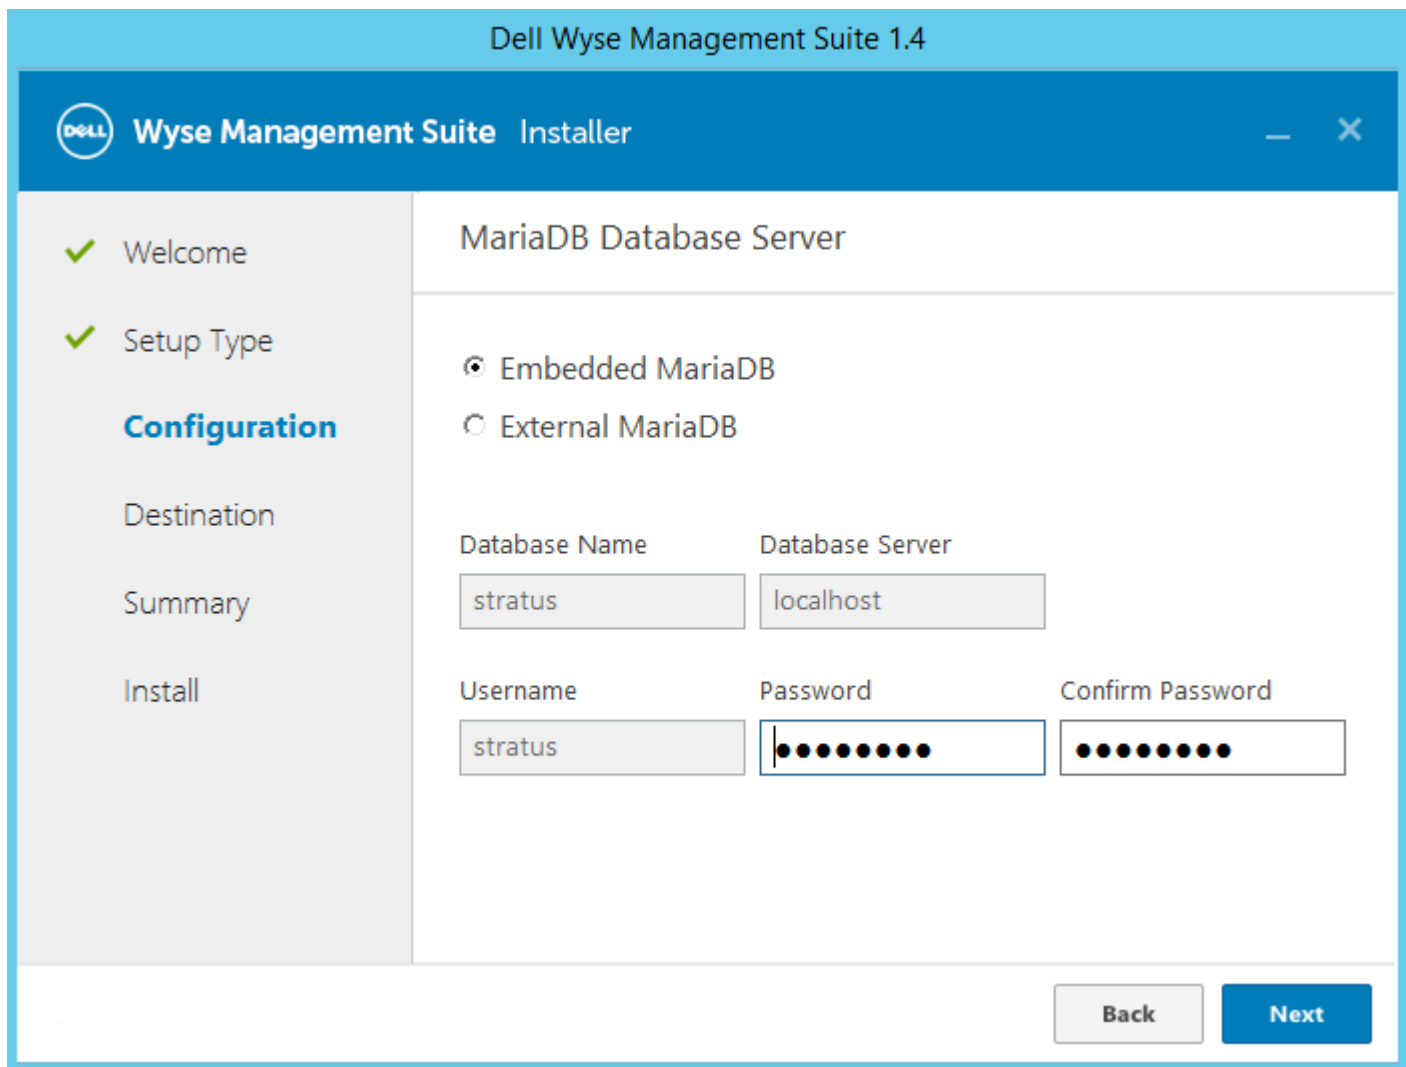 Dell Wyse Management Suite 1.4
DELL Wyse Management Suite Installer
Welcome
Setup Type
Configuration
Destination
Summary
Install
MariaDB Database Server
Embedded MariaDB
External MariaDB
Database Name Database Server
stratus localhost
Username Password Confirm Password
stratus ●●●●●●●● ●●●●●●●●
Back Next